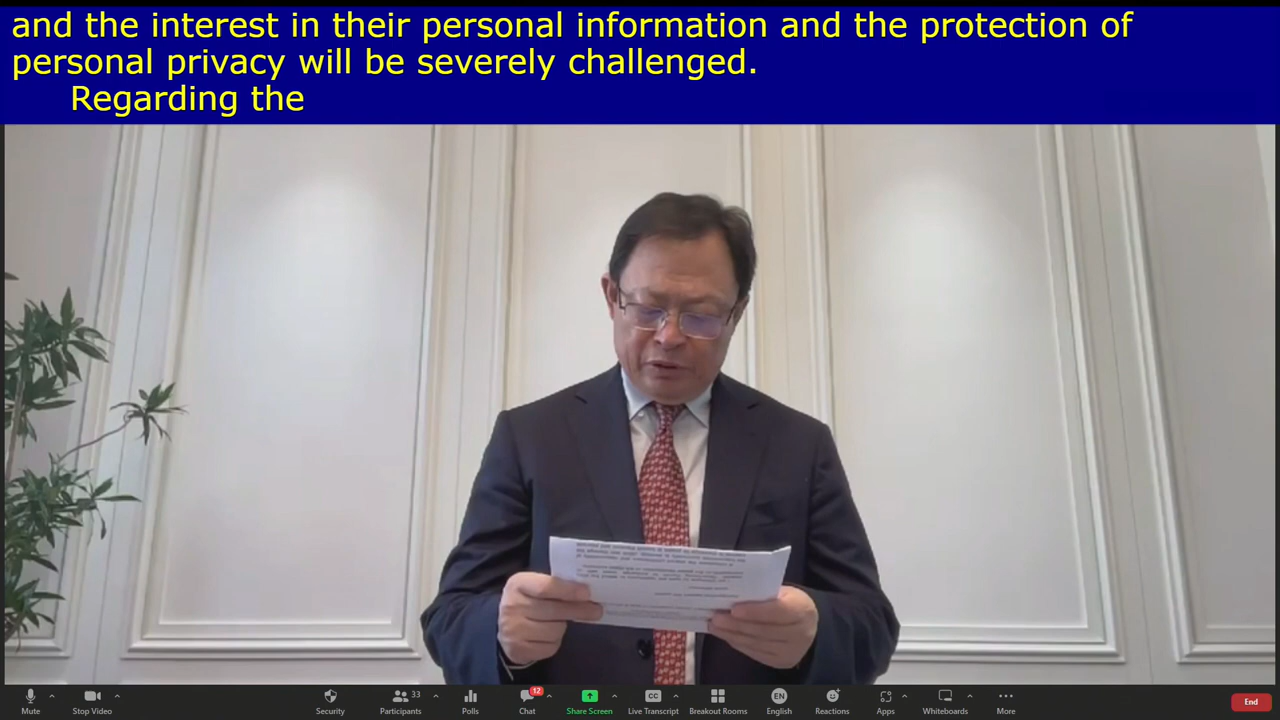 and the interest in their personal information and the protection of
personal privacy will be severely challenged.
Regarding the
Mute
Stop Video
Security
33
Participants
Polls
12
Chat
Share Screen
CC
Live Transcript
Breakout Rooms
EN
English
Reactions
Apps
Whiteboards
More
End